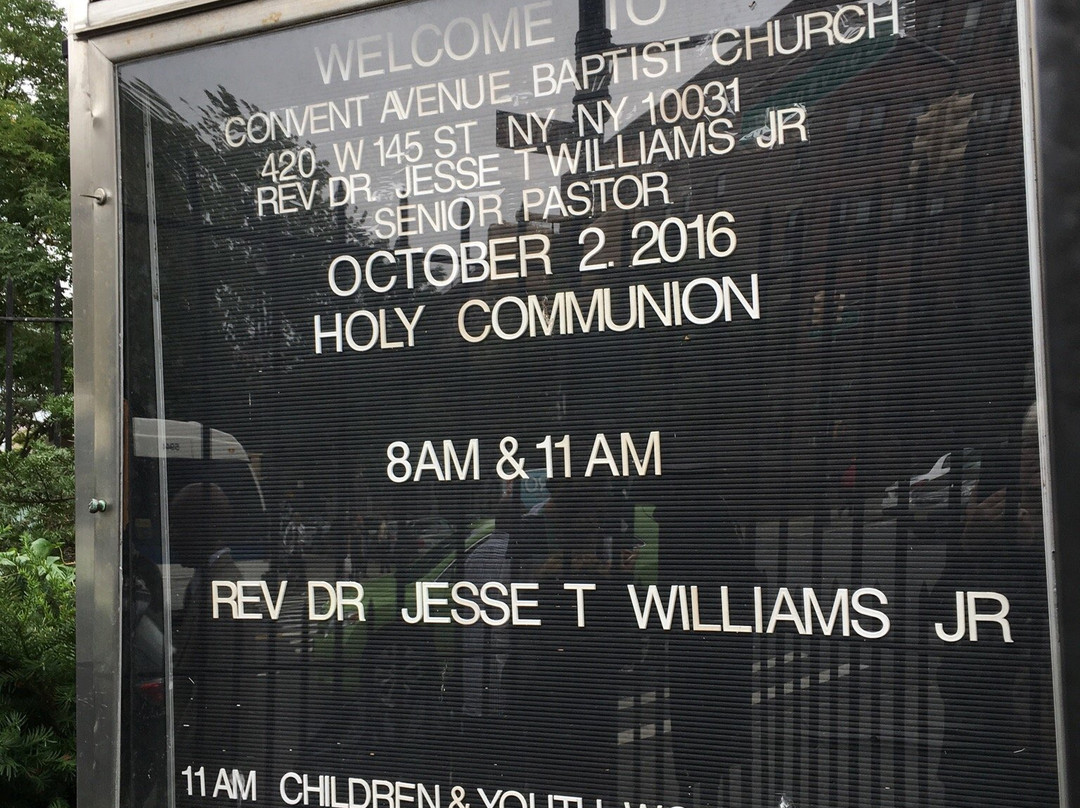 WELCOME TO
CONVENT AVENUE BAPTIST CHURCH
420 W 145 ST NY NY 10031
REV DR. JESSE T WILLIAMS JR
SENIOR PASTOR
OCTOBER 2. 2016
HOLY COMMUNION
8AM & 11 AM
REV DR JESSE T WILLIAMS JR
11 AM CHILDREN & YOUTH